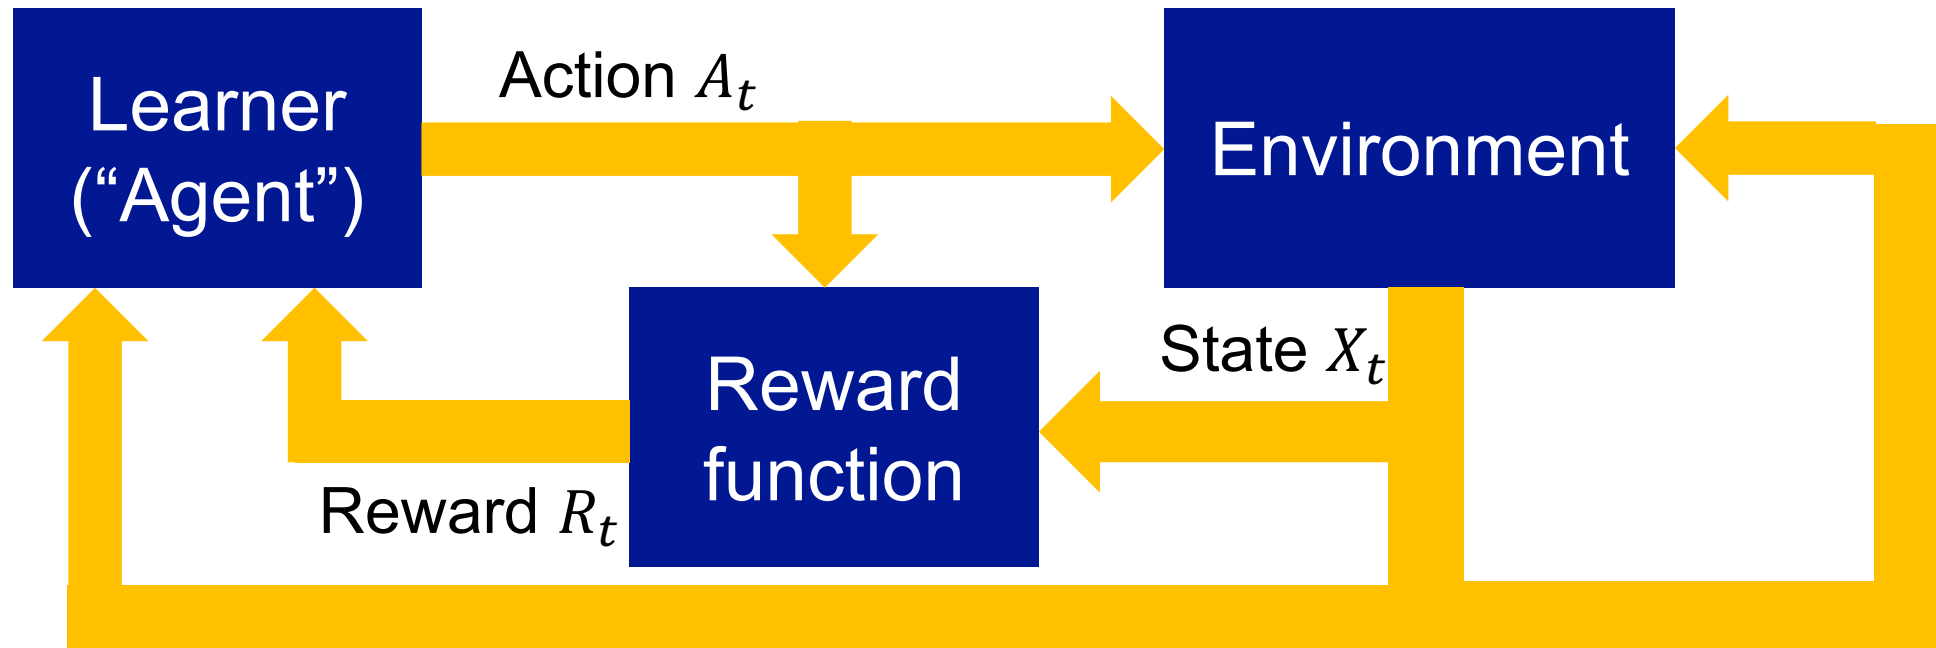 Learner
(“Agent”)
Action A_t
Environment
Reward
function
State X_t
Reward R_t